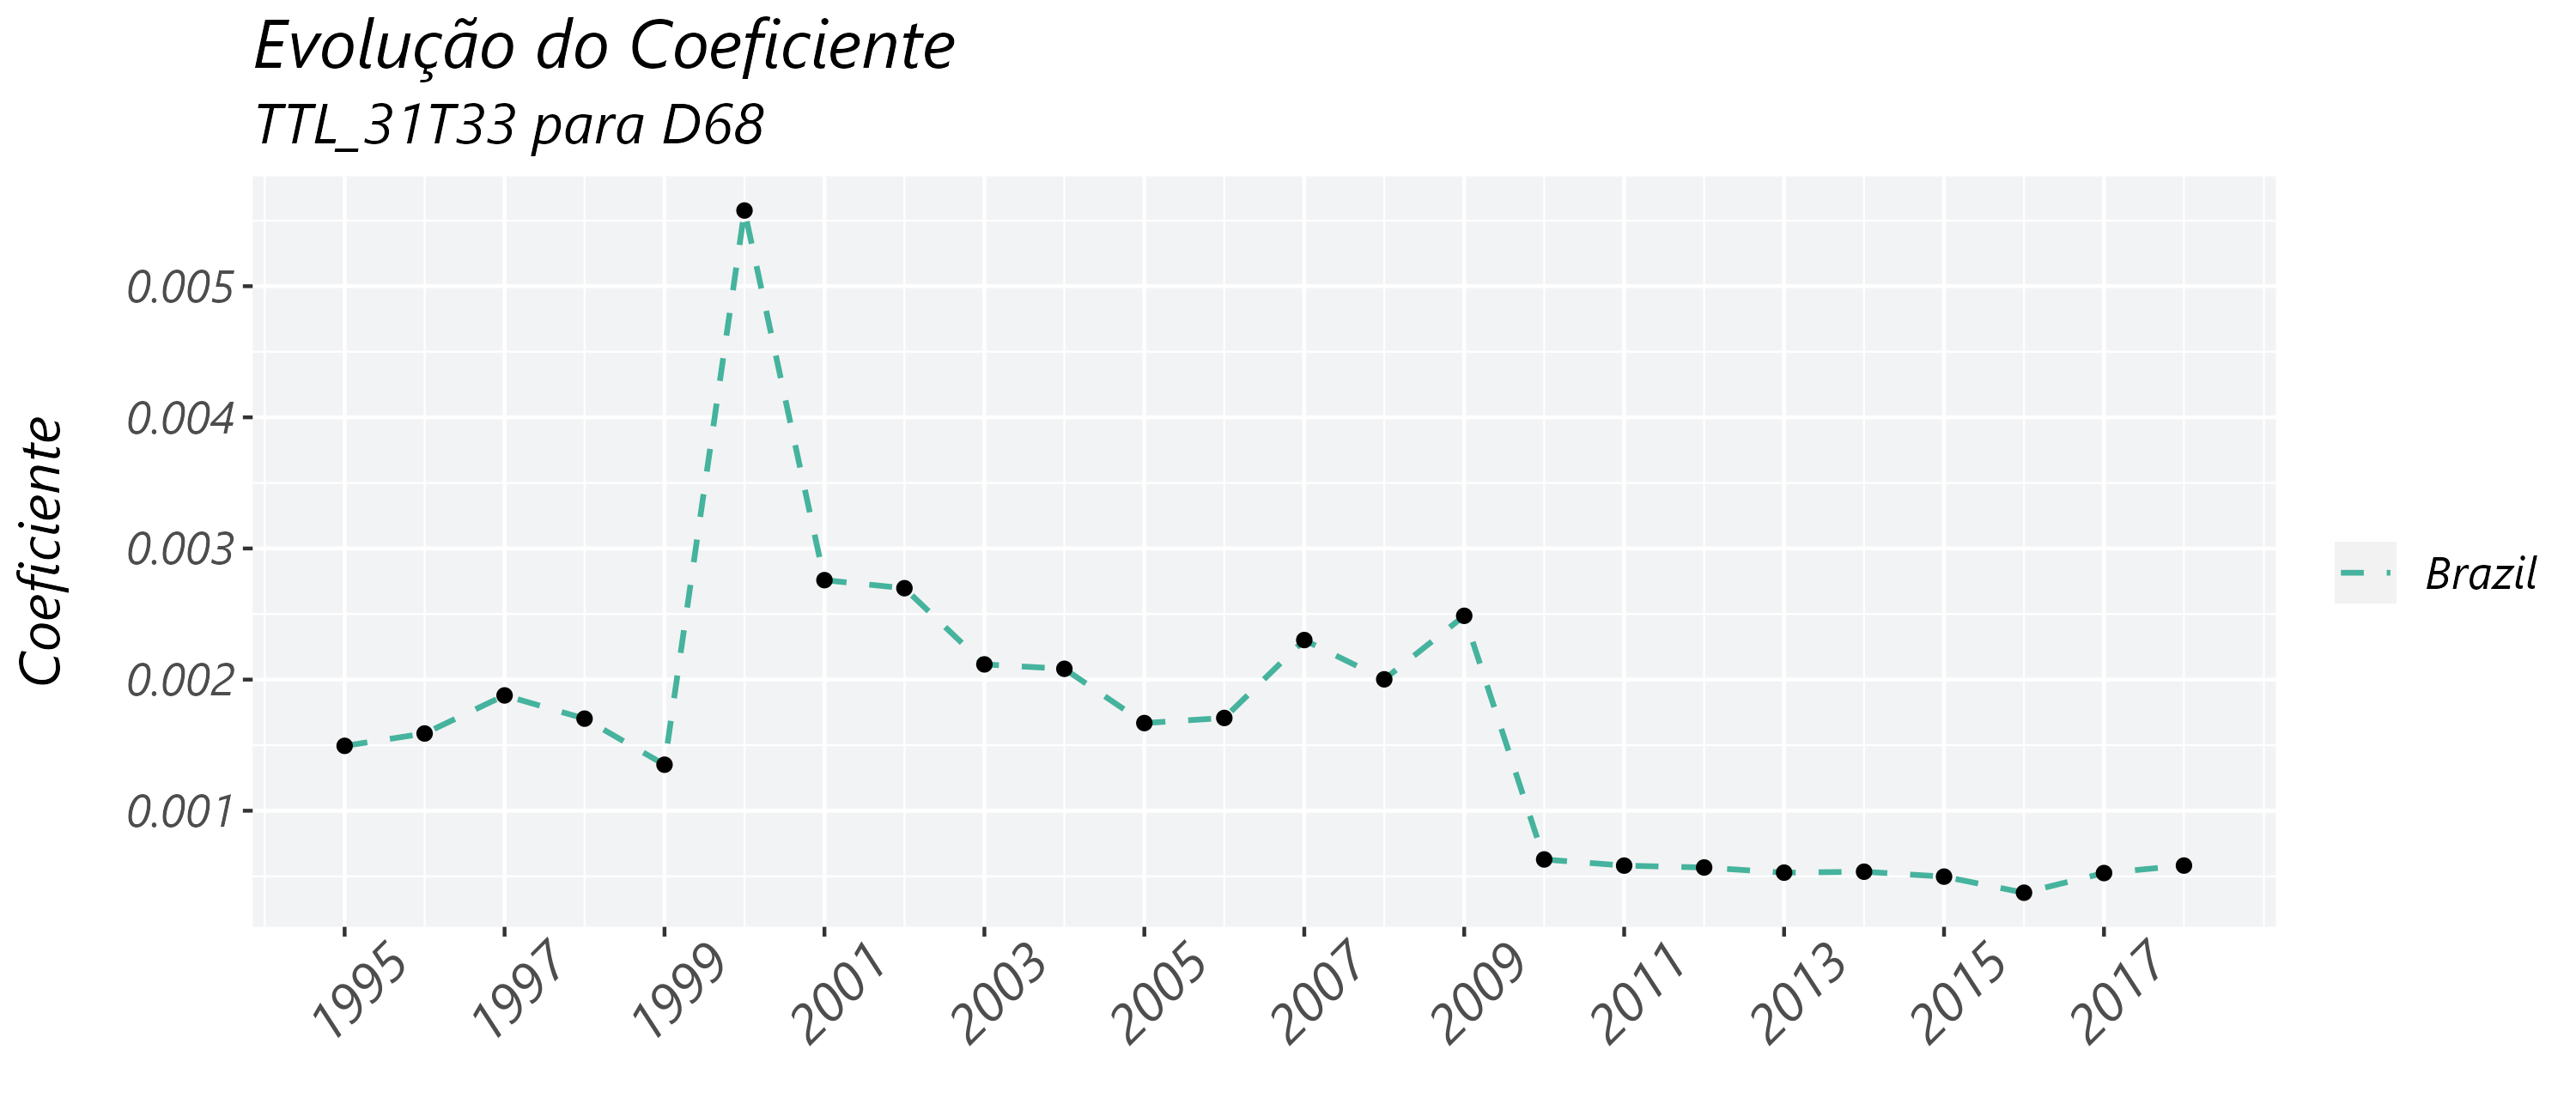 Evolução do Coeficiente
TTL_31T33 para D68
Coeficiente
0.005
0.004
0.003
0.002
0.001
1995 1997 1999 2001 2003 2005 2007 2009 2011 2013 2015 2017
Brazil